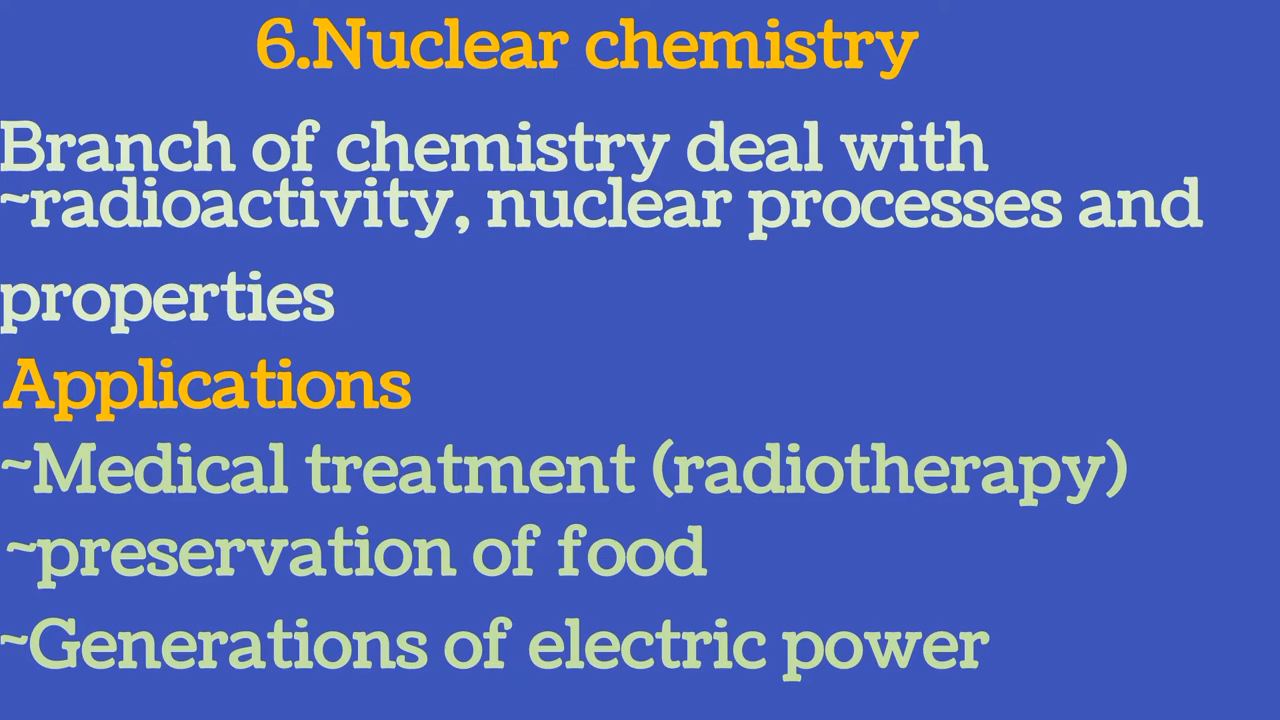 6.Nuclear chemistry
Branch of chemistry deal with
~radioactivity, nuclear processes and
properties
Applications
~Medical treatment (radiotherapy)
~preservation of food
~Generations of electric power